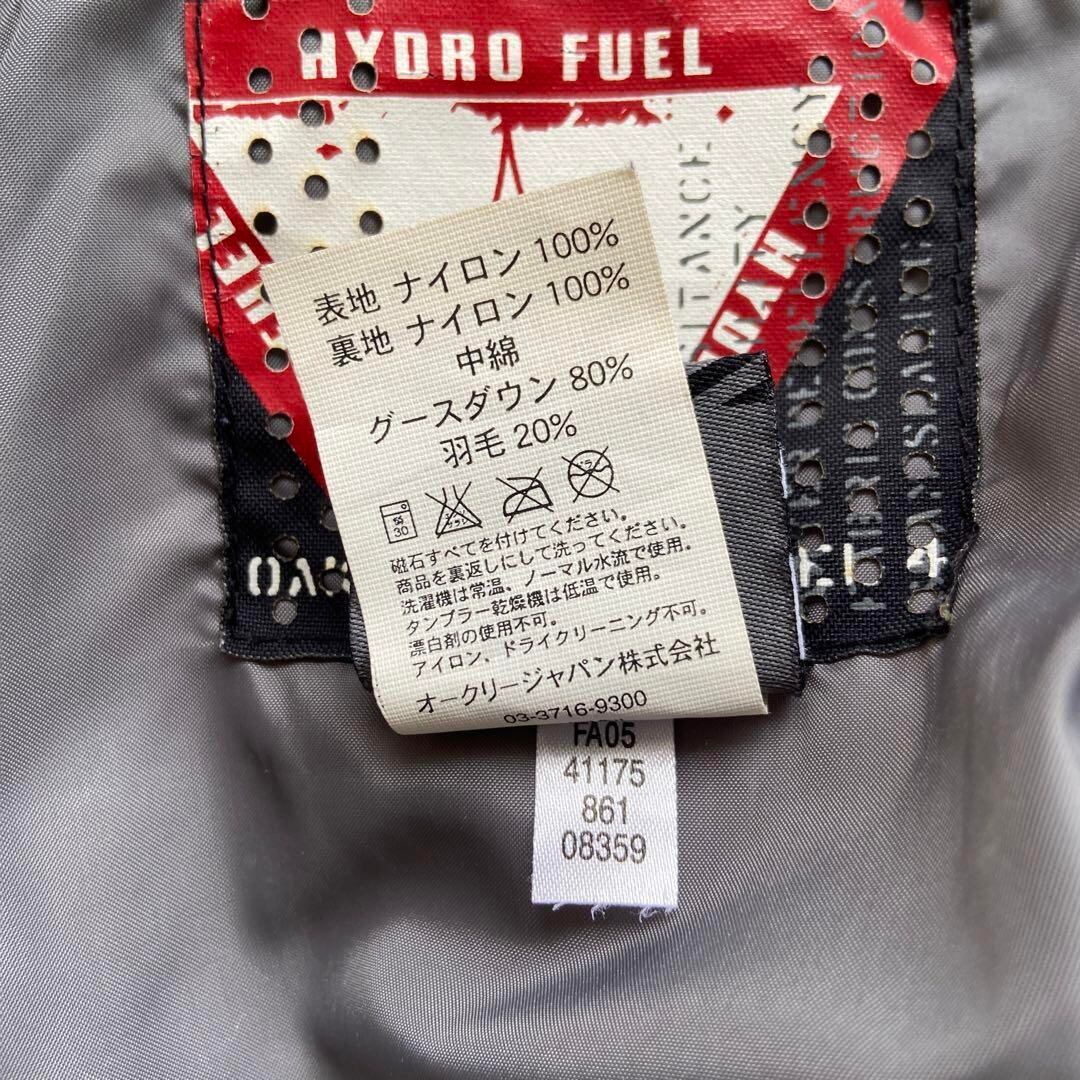 HYDRO FUEL
表地 ナイロン 100%
裏地 ナイロン 100%
中綿
グースダウン 80%
羽毛 20%
30
磁石すべてを付けてください。
商品を裏返しにして洗ってください。
洗濯機は常温、ノーマル水流で使用。
タンブラー乾燥機は低温で使用。
漂白剤の使用不可。
アイロン、ドライクリーニング不可。
オークリージャパン株式会社
03-3716-9300
FA05
41175
861
08359